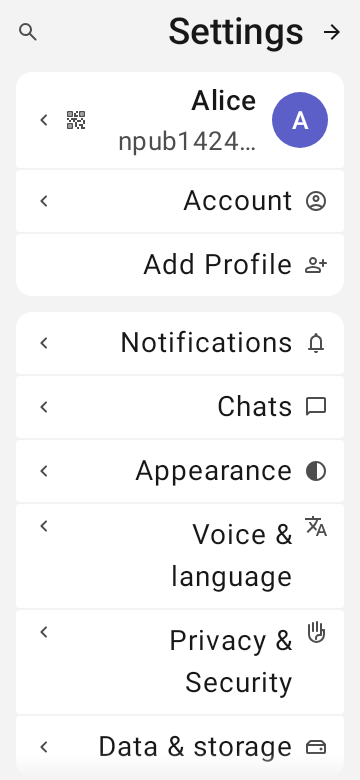 Settings
Alice
A
npub1424…
Account
Add Profile
Notifications
Chats
Appearance
Voice &
language
Privacy &
Security
Data & storage